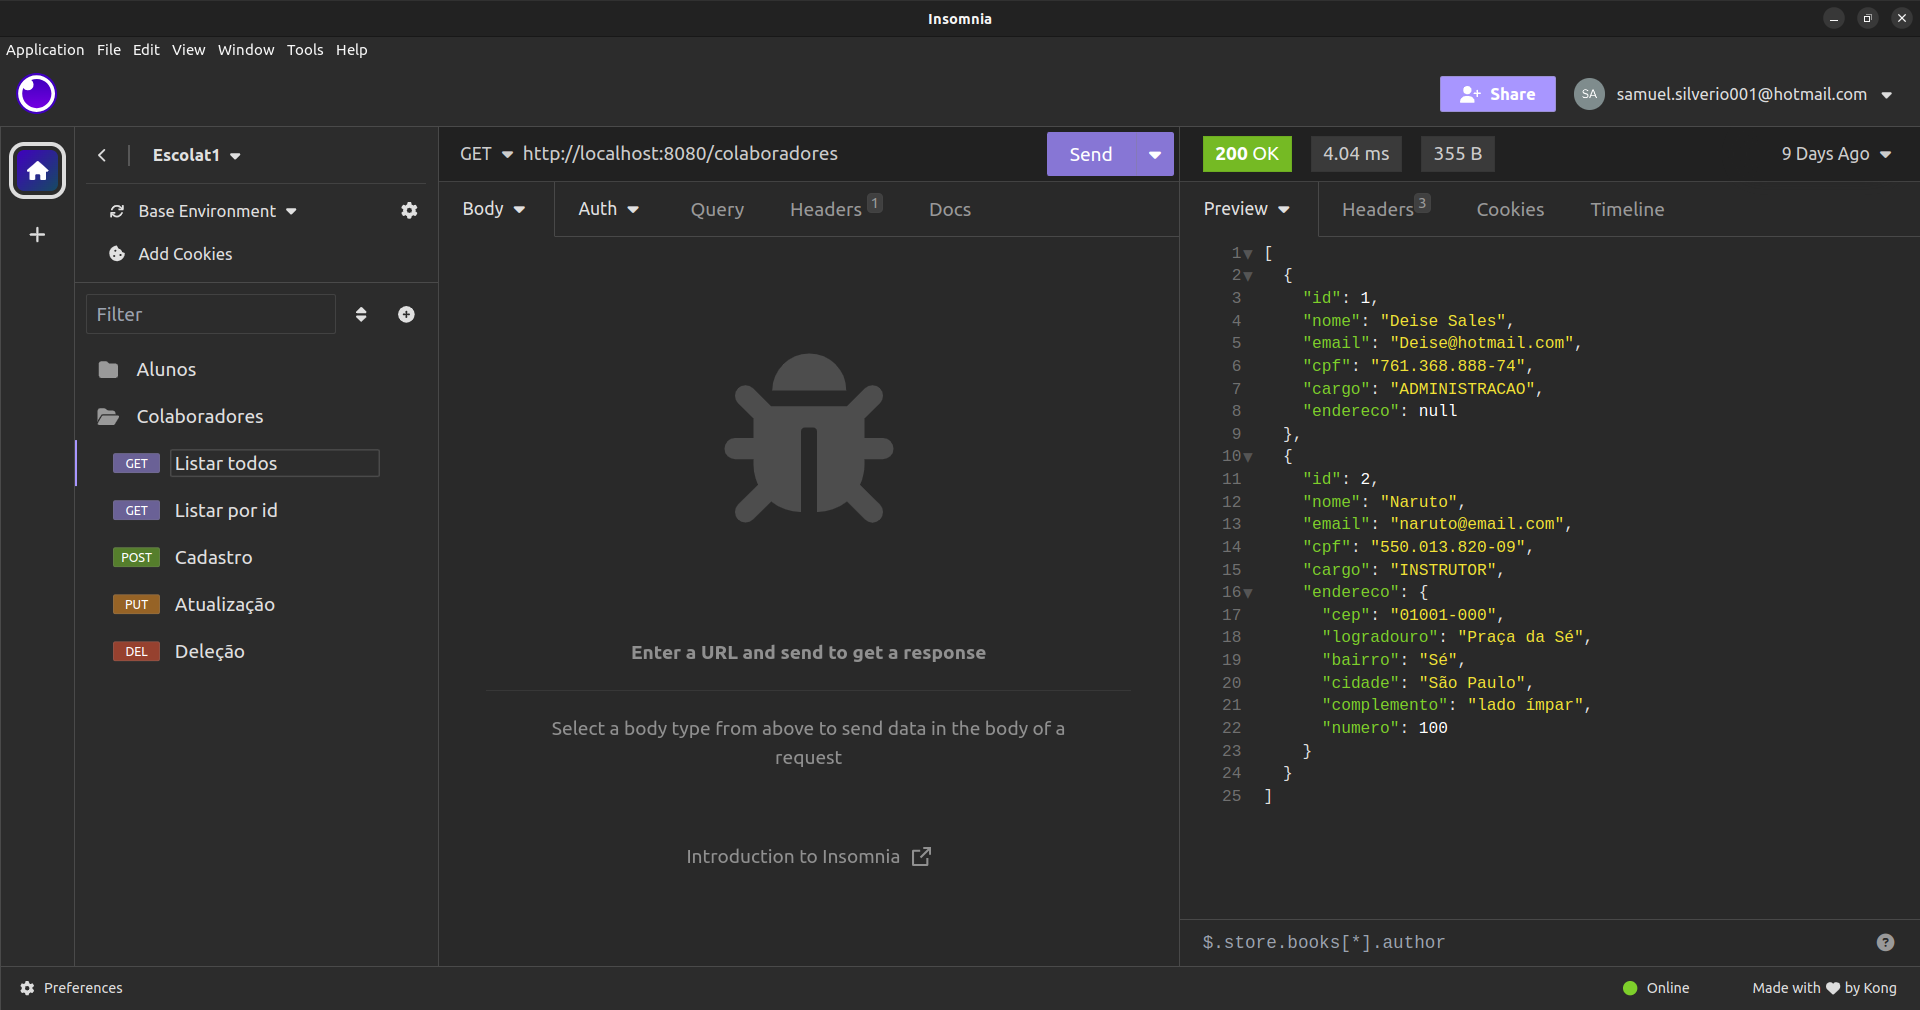 Insomnia
Application File Edit View Window Tools Help
Share
SA samuel.silverio001@hotmail.com
Escolat1
Base Environment
Add Cookies
Filter
Alunos
Colaboradores
GET Listar todos
GET Listar por id
POST Cadastro
PUT Atualização
DEL Deleção
GET http://localhost:8080/colaboradores Send
Body Auth Query Headers 1 Docs
Enter a URL and send to get a response
Select a body type from above to send data in the body of a
request
Introduction to Insomnia
200 OK 4.04 ms 355 B 9 Days Ago
Preview Headers 3 Cookies Timeline
1 [
2 {
3 "id": 1,
4 "nome": "Deise Sales",
5 "email": "Deise@hotmail.com",
6 "cpf": "761.368.888-74",
7 "cargo": "ADMINISTRACAO",
8 "endereco": null
9 },
10 {
11 "id": 2,
12 "nome": "Naruto",
13 "email": "naruto@email.com",
14 "cpf": "550.013.820-09",
15 "cargo": "INSTRUTOR",
16 "endereco": {
17 "cep": "01001-000",
18 "logradouro": "Praça da Sé",
19 "bairro": "Sé",
20 "cidade": "São Paulo",
21 "complemento": "lado ímpar",
22 "numero": 100
23 }
24 }
25 ]
$.store.books[*].author ?
Preferences
Online
Made with by Kong